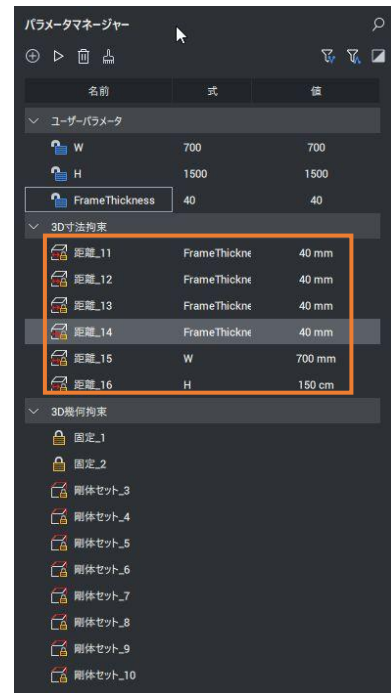 パラメータマネージャー
名前 式 値
ユーザーパラメータ
W 700 700
H 1500 1500
FrameThickness 40 40
3D寸法拘束
距離_11 FrameThickne 40 mm
距離_12 FrameThickne 40 mm
距離_13 FrameThickne 40 mm
距離_14 FrameThickne 40 mm
距離_15 W 700 mm
距離_16 H 150 cm
3D幾何拘束
固定_1
固定_2
剛体セット_3
剛体セット_4
剛体セット_5
剛体セット_6
剛体セット_7
剛体セット_8
剛体セット_9
剛体セット_10